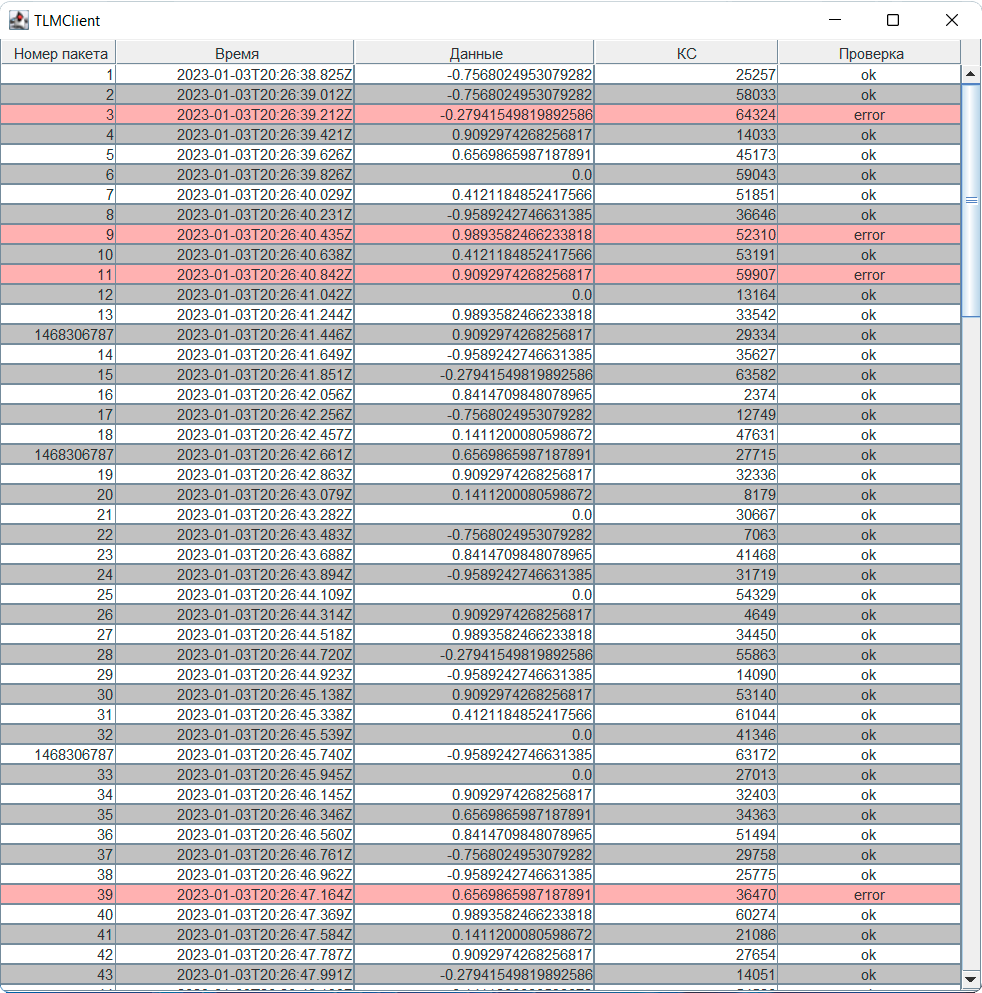 TLMClient
Номер пакета Время Данные КС Проверка
1 2023-01-03T20:26:38.825Z -0.7568024953079282 25257 ok
2 2023-01-03T20:26:39.012Z -0.7568024953079282 58033 ok
3 2023-01-03T20:26:39.212Z -0.27941549819892586 64324 error
4 2023-01-03T20:26:39.421Z 0.9092974268256817 14033 ok
5 2023-01-03T20:26:39.626Z 0.6569865987187891 45173 ok
6 2023-01-03T20:26:39.826Z 0.0 59043 ok
7 2023-01-03T20:26:40.029Z 0.4121184852417566 51851 ok
8 2023-01-03T20:26:40.231Z -0.9589242746631385 36646 ok
9 2023-01-03T20:26:40.435Z 0.9893582466233818 52310 error
10 2023-01-03T20:26:40.638Z 0.4121184852417566 53191 ok
11 2023-01-03T20:26:40.842Z 0.9092974268256817 59907 error
12 2023-01-03T20:26:41.042Z 0.0 13164 ok
13 2023-01-03T20:26:41.244Z 0.9893582466233818 33542 ok
1468306787 2023-01-03T20:26:41.446Z 0.9092974268256817 29334 ok
14 2023-01-03T20:26:41.649Z -0.9589242746631385 35627 ok
15 2023-01-03T20:26:41.851Z -0.27941549819892586 63582 ok
16 2023-01-03T20:26:42.056Z 0.8414709848078965 2374 ok
17 2023-01-03T20:26:42.256Z -0.7568024953079282 12749 ok
18 2023-01-03T20:26:42.457Z 0.1411200080598672 47631 ok
1468306787 2023-01-03T20:26:42.661Z 0.6569865987187891 27715 ok
19 2023-01-03T20:26:42.863Z 0.9092974268256817 32336 ok
20 2023-01-03T20:26:43.079Z 0.1411200080598672 8179 ok
21 2023-01-03T20:26:43.282Z 0.0 30667 ok
22 2023-01-03T20:26:43.483Z -0.7568024953079282 7063 ok
23 2023-01-03T20:26:43.688Z 0.8414709848078965 41468 ok
24 2023-01-03T20:26:43.894Z -0.9589242746631385 31719 ok
25 2023-01-03T20:26:44.109Z 0.0 54329 ok
26 2023-01-03T20:26:44.314Z 0.9092974268256817 4649 ok
27 2023-01-03T20:26:44.518Z 0.9893582466233818 34450 ok
28 2023-01-03T20:26:44.720Z -0.27941549819892586 55863 ok
29 2023-01-03T20:26:44.923Z -0.9589242746631385 14090 ok
30 2023-01-03T20:26:45.138Z 0.9092974268256817 53140 ok
31 2023-01-03T20:26:45.338Z 0.4121184852417566 61044 ok
32 2023-01-03T20:26:45.539Z 0.0 41346 ok
1468306787 2023-01-03T20:26:45.740Z -0.9589242746631385 63172 ok
33 2023-01-03T20:26:45.945Z 0.0 27013 ok
34 2023-01-03T20:26:46.145Z 0.9092974268256817 32403 ok
35 2023-01-03T20:26:46.346Z 0.6569865987187891 34363 ok
36 2023-01-03T20:26:46.560Z 0.8414709848078965 51494 ok
37 2023-01-03T20:26:46.761Z -0.7568024953079282 29758 ok
38 2023-01-03T20:26:46.962Z -0.9589242746631385 25775 ok
39 2023-01-03T20:26:47.164Z 0.6569865987187891 36470 error
40 2023-01-03T20:26:47.369Z 0.9893582466233818 60274 ok
41 2023-01-03T20:26:47.584Z 0.1411200080598672 21086 ok
42 2023-01-03T20:26:47.787Z 0.9092974268256817 27654 ok
43 2023-01-03T20:26:47.991Z -0.27941549819892586 14051 ok